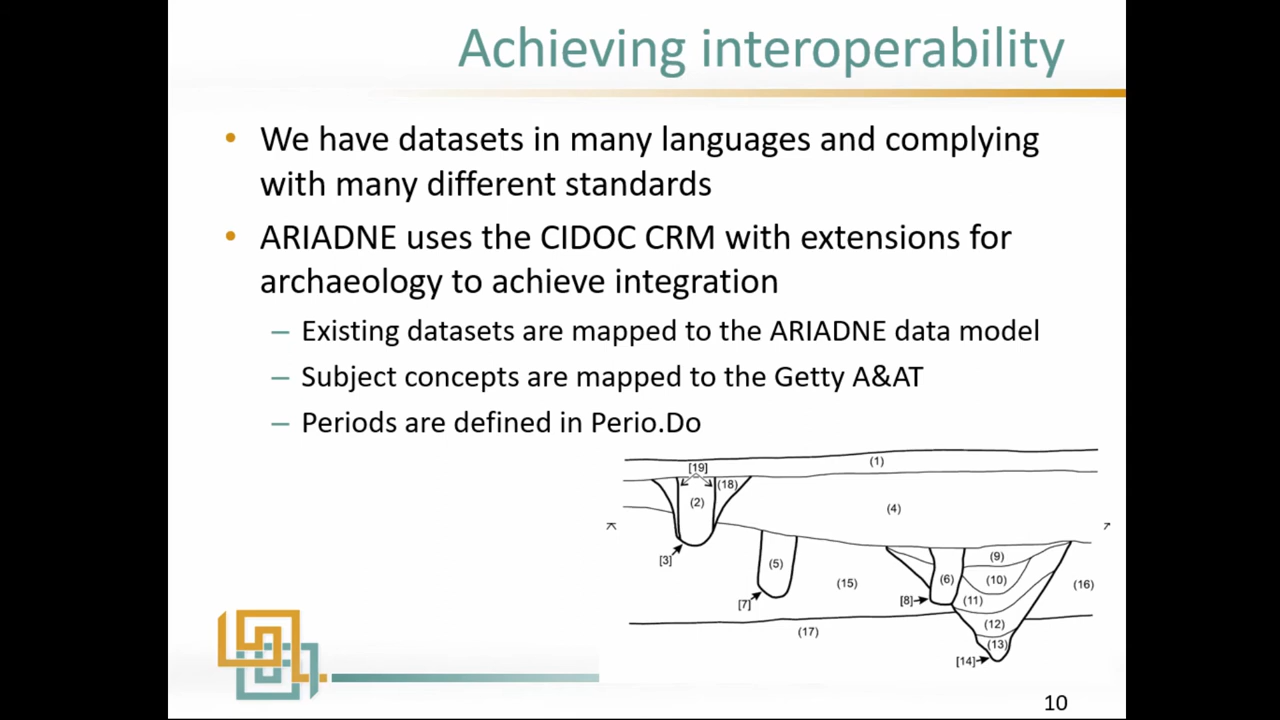 Achieving interoperability
• We have datasets in many languages and complying
with many different standards
• ARIADNE uses the CIDOC CRM with extensions for
archaeology to achieve integration
– Existing datasets are mapped to the ARIADNE data model
– Subject concepts are mapped to the Getty A&AT
– Periods are defined in Perio.Do
(1)
[19]
(18)
(2)
(4)
[3]
(5)
(9)
(6)
(10)
(15)
(16)
[7]
[8]
(11)
(12)
(17)
(13)
[14]
10